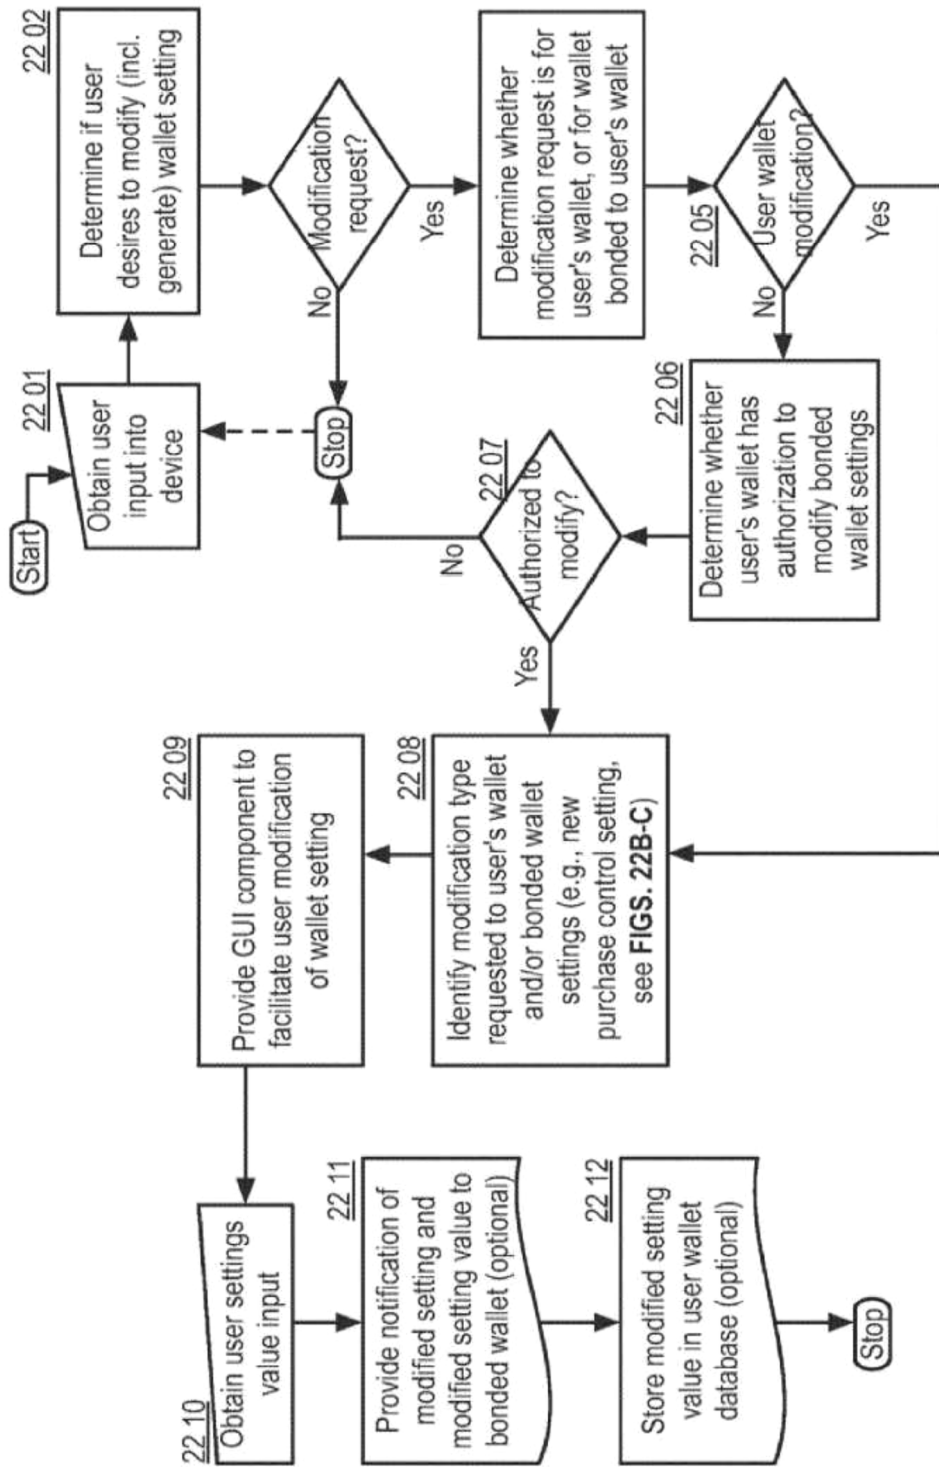 Start
22 01
Obtain user
input into
device
22 02
Determine if user
desires to modify (incl.
generate) wallet setting
Modification
request?
No
Yes
Stop
Determine whether
modification request is for
user's wallet, or for wallet
bonded to user's wallet
22 05
User wallet
modification?
No
Yes
22 06
Determine whether
user's wallet has
authorization to
modify bonded
wallet settings
22 07
Authorized to
modify?
No
Yes
22 08
Identify modification type
requested to user's wallet
and/or bonded wallet
settings (e.g., new
purchase control setting,
see FIGS. 22B-C)
22 09
Provide GUI component to
facilitate user modification
of wallet setting
22 10
Obtain user settings
value input
22 11
Provide notification of
modified setting and
modified setting value to
bonded wallet (optional)
22 12
Store modified setting
value in user wallet
database (optional)
Stop